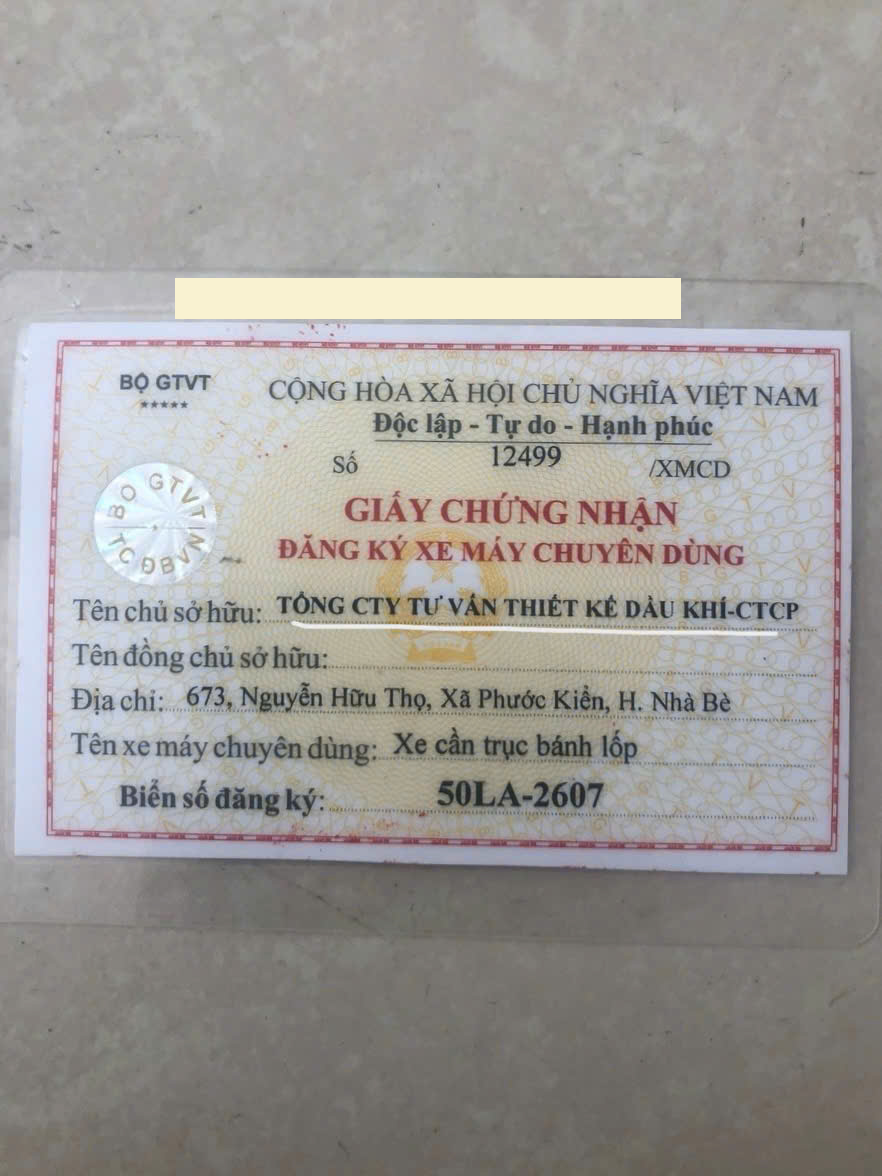 BỘ GTVT
★★★★★
CỘNG HÒA XÃ HỘI CHỦ NGHĨA VIỆT NAM
Độc lập - Tự do - Hạnh phúc
Số 12499 /XMCD
BỘ GTVT
TCĐBVN
GIẤY CHỨNG NHẬN
ĐĂNG KÝ XE MÁY CHUYÊN DÙNG
Tên chủ sở hữu: TỔNG CTY TƯ VẤN THIẾT KẾ DẦU KHÍ-CTCP
Tên đồng chủ sở hữu:
Địa chỉ: 673, Nguyễn Hữu Thọ, Xã Phước Kiển, H. Nhà Bè
Tên xe máy chuyên dùng: Xe cần trục bánh lốp
Biển số đăng ký: 50LA-2607